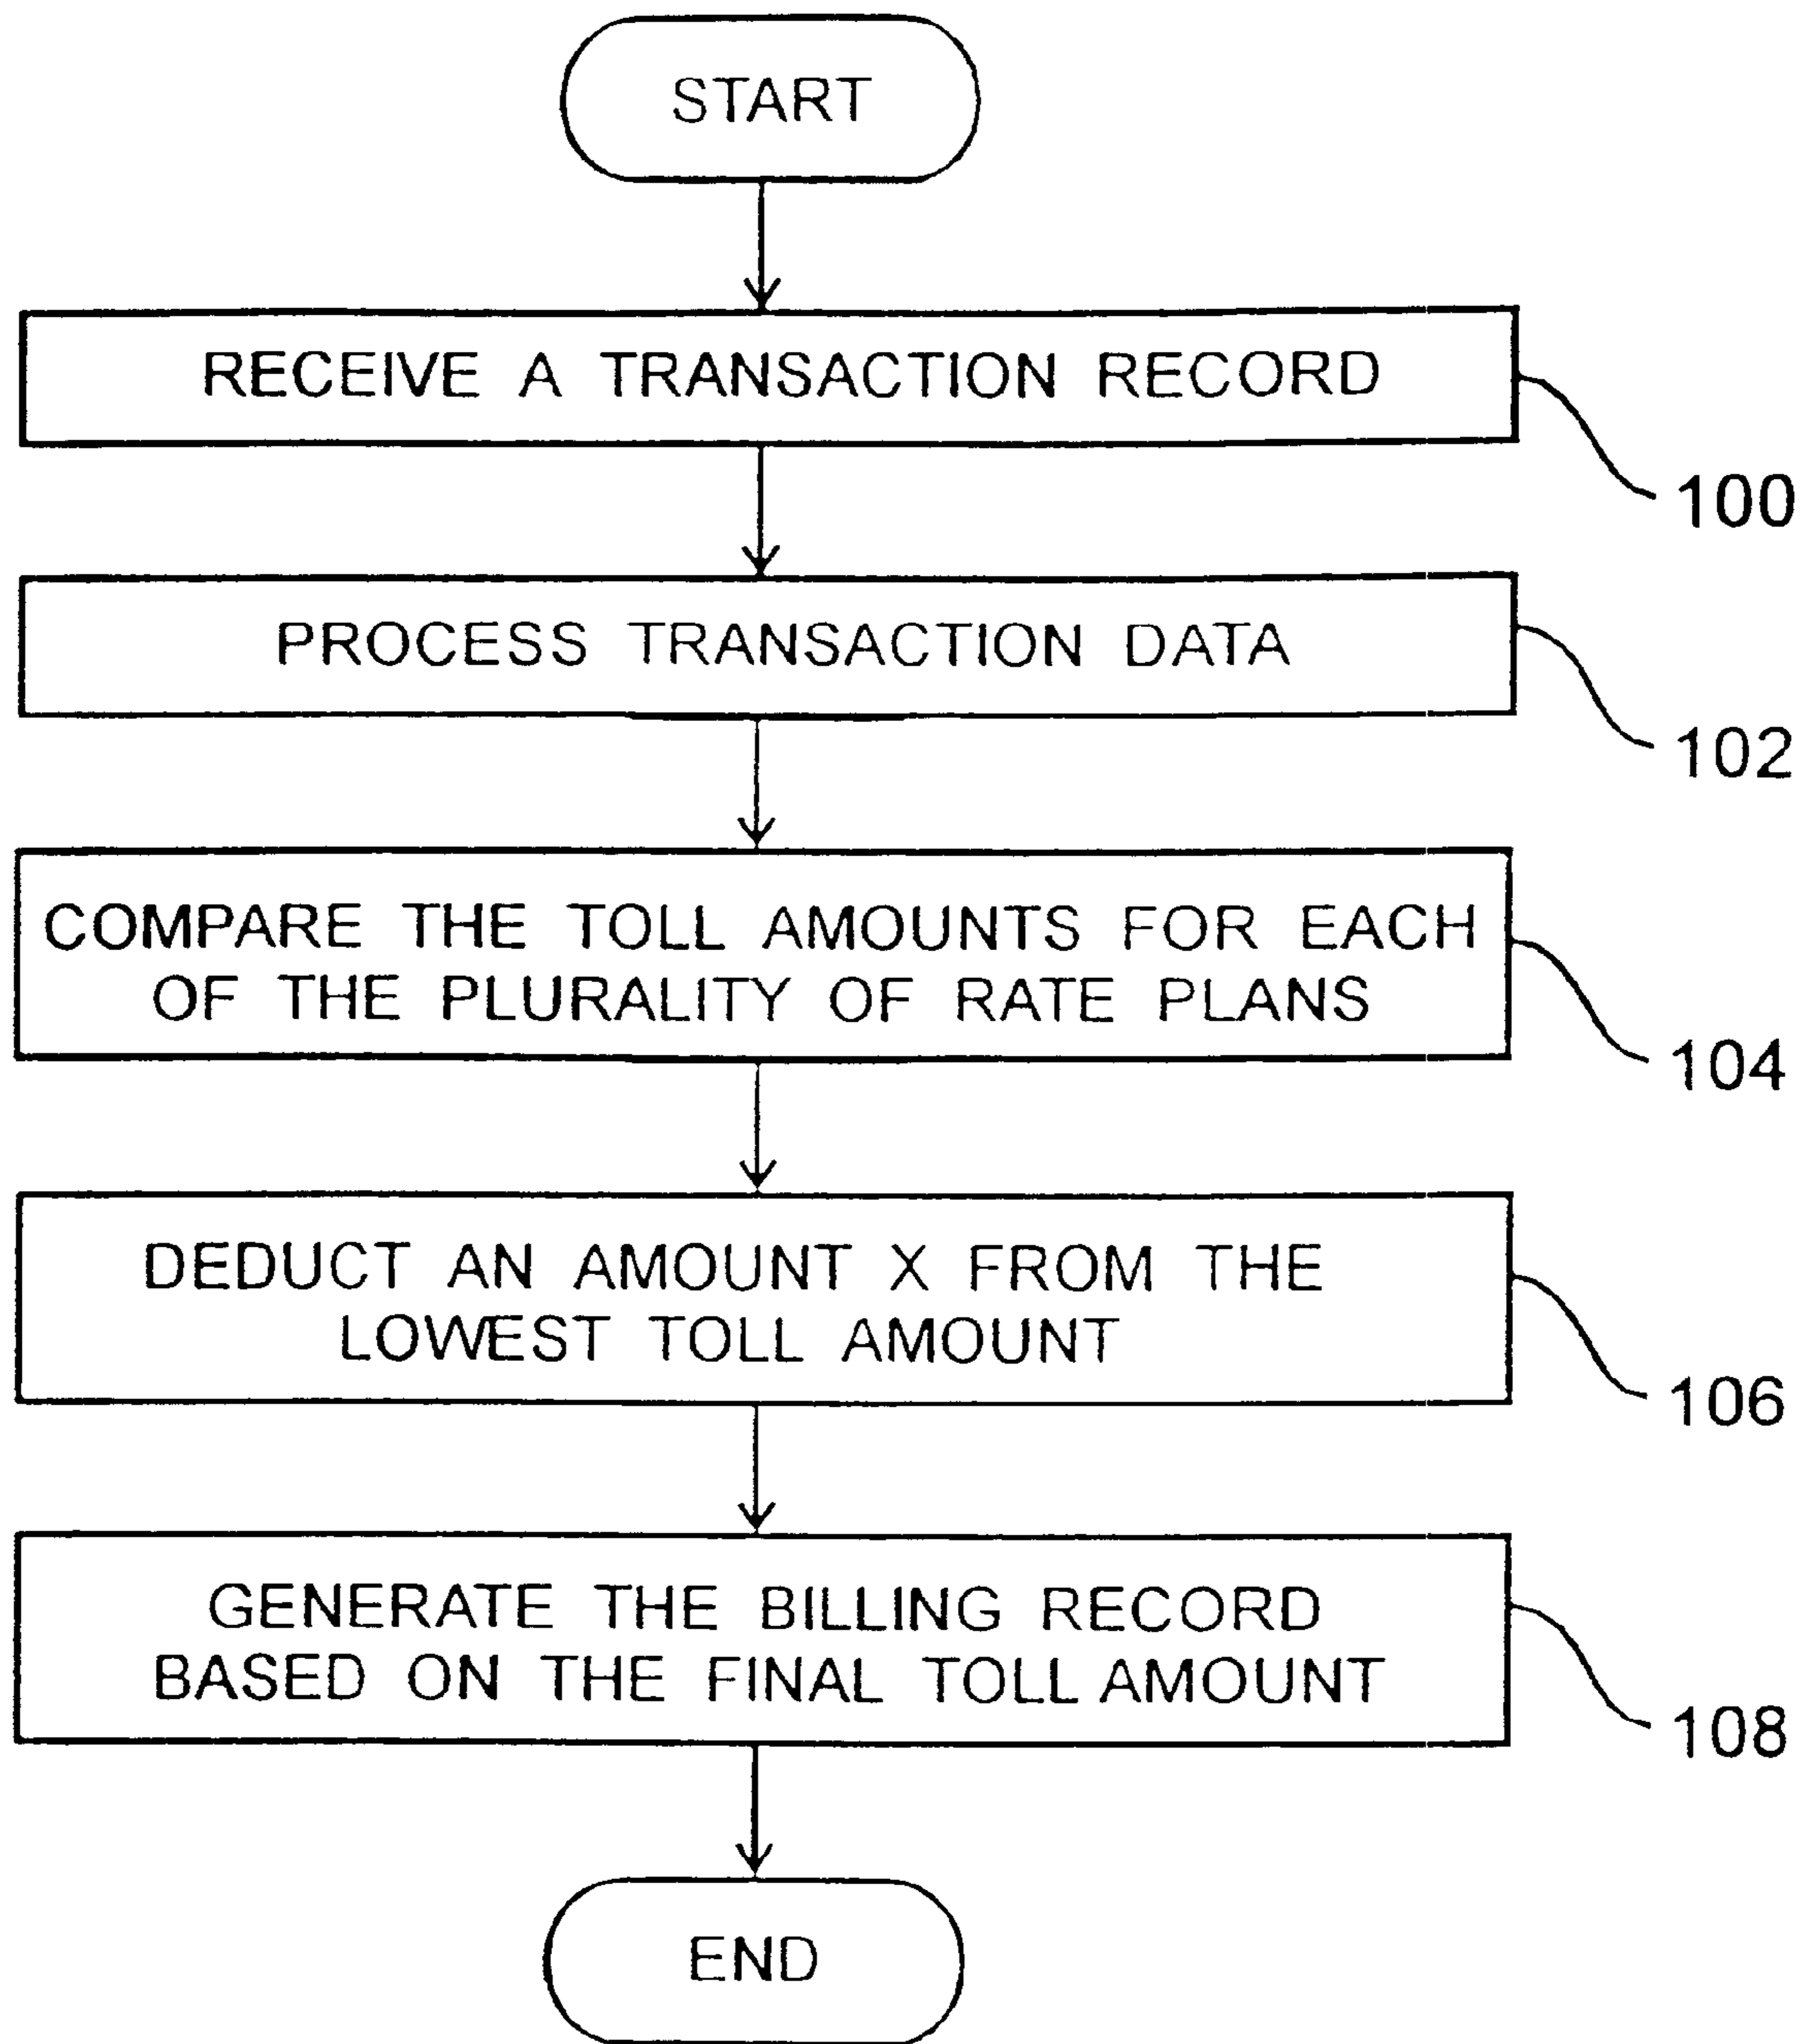 START
RECEIVE A TRANSACTION RECORD
100
PROCESS TRANSACTION DATA
102
COMPARE THE TOLL AMOUNTS FOR EACH
OF THE PLURALITY OF RATE PLANS
104
DEDUCT AN AMOUNT X FROM THE
LOWEST TOLL AMOUNT
106
GENERATE THE BILLING RECORD
BASED ON THE FINAL TOLL AMOUNT
108
END